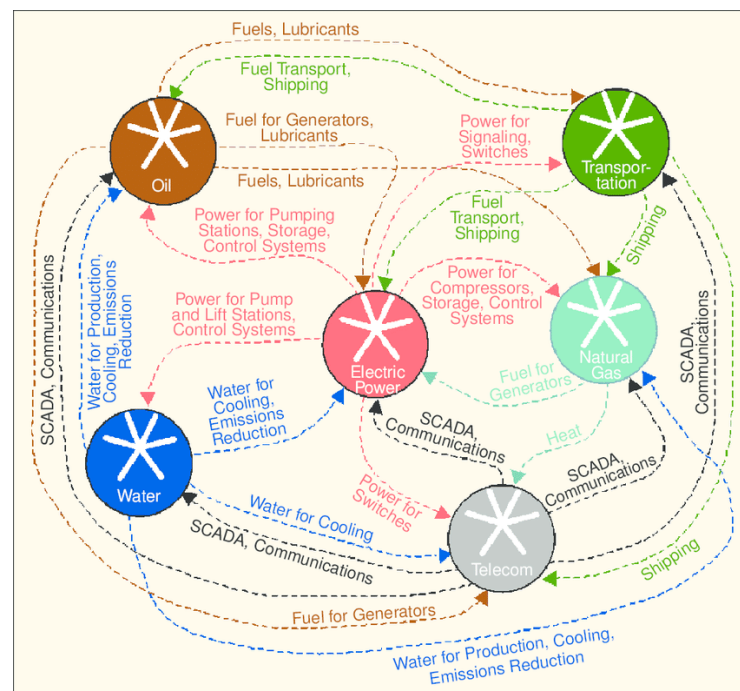 Fuels, Lubricants
Fuel Transport,
Shipping
Fuel for Generators,
Lubricants
Power for
Signaling,
Switches
Oil
Transpor-
tation
Fuels, Lubricants
Fuel
Transport,
Shipping
Shipping
Power for Pumping
Stations, Storage,
Control Systems
Power for
Compressors,
Storage, Control
Systems
Power for Pump
and Lift Stations,
Control Systems
SCADA, Communications
Water for Production,
Cooling, Emissions
Reduction
SCADA,
Communications
Electric
Power
Natural
Gas
Fuel for
Generators
Water for
Cooling,
Emissions
Reduction
SCADA,
Communications
Heat
SCADA,
Communications
Water
Power for
Switches
Water for Cooling
SCADA, Communications
Telecom
Shipping
Fuel for Generators
Water for Production, Cooling,
Emissions Reduction